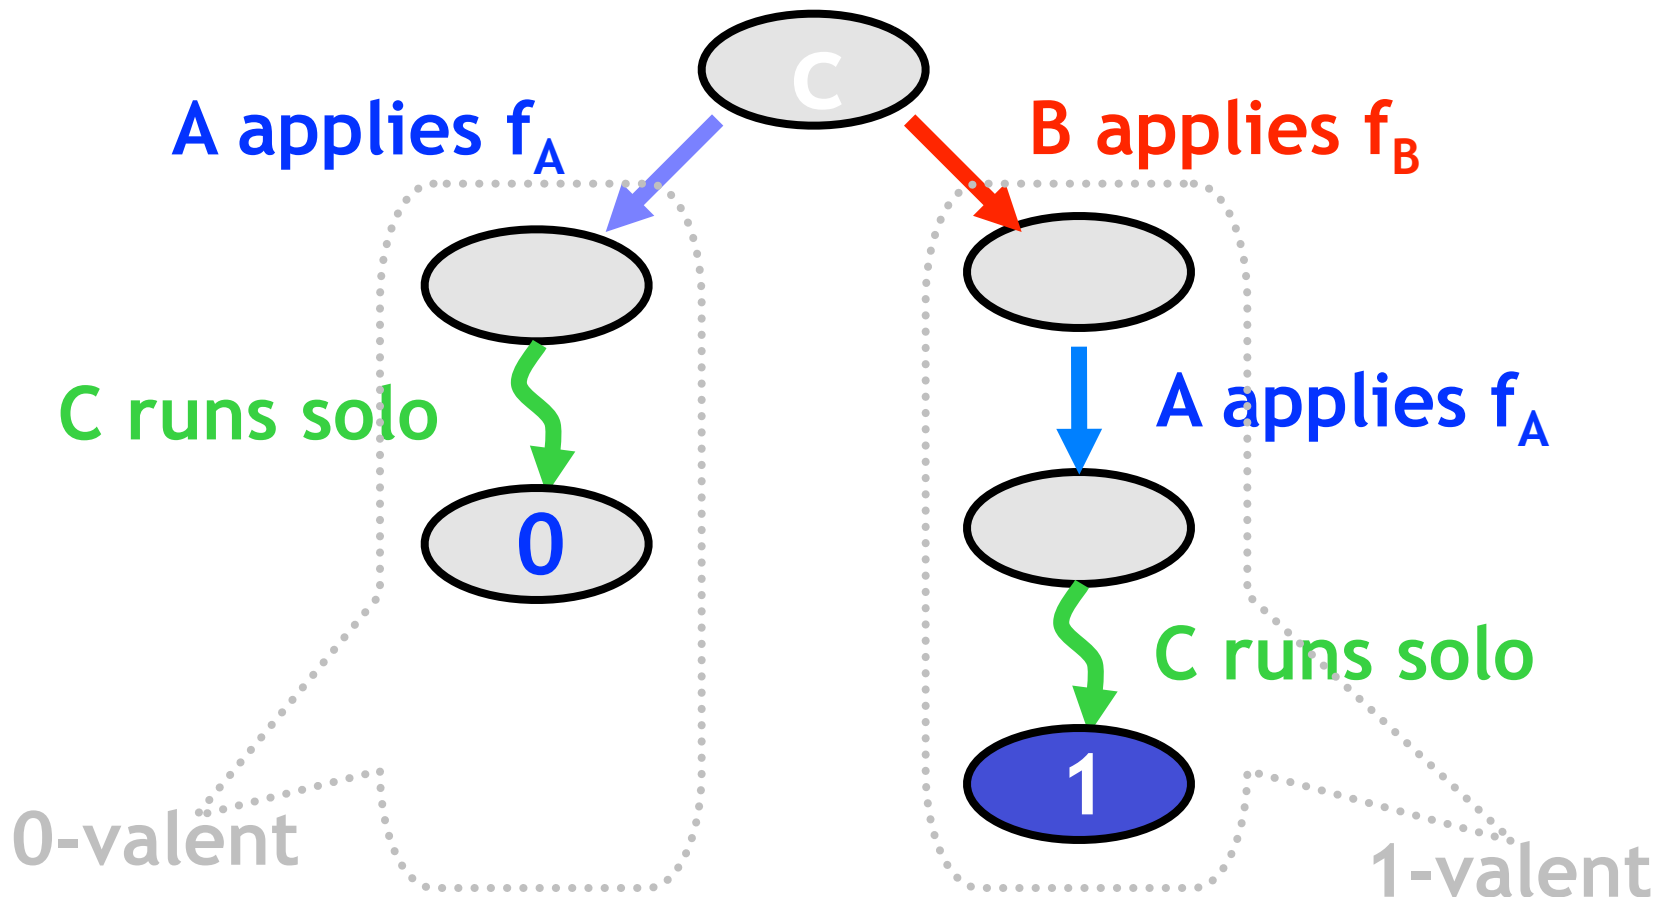 C
A applies fA
B applies fB
C runs solo
A applies fA
0
C runs solo
1
0-valent
1-valent